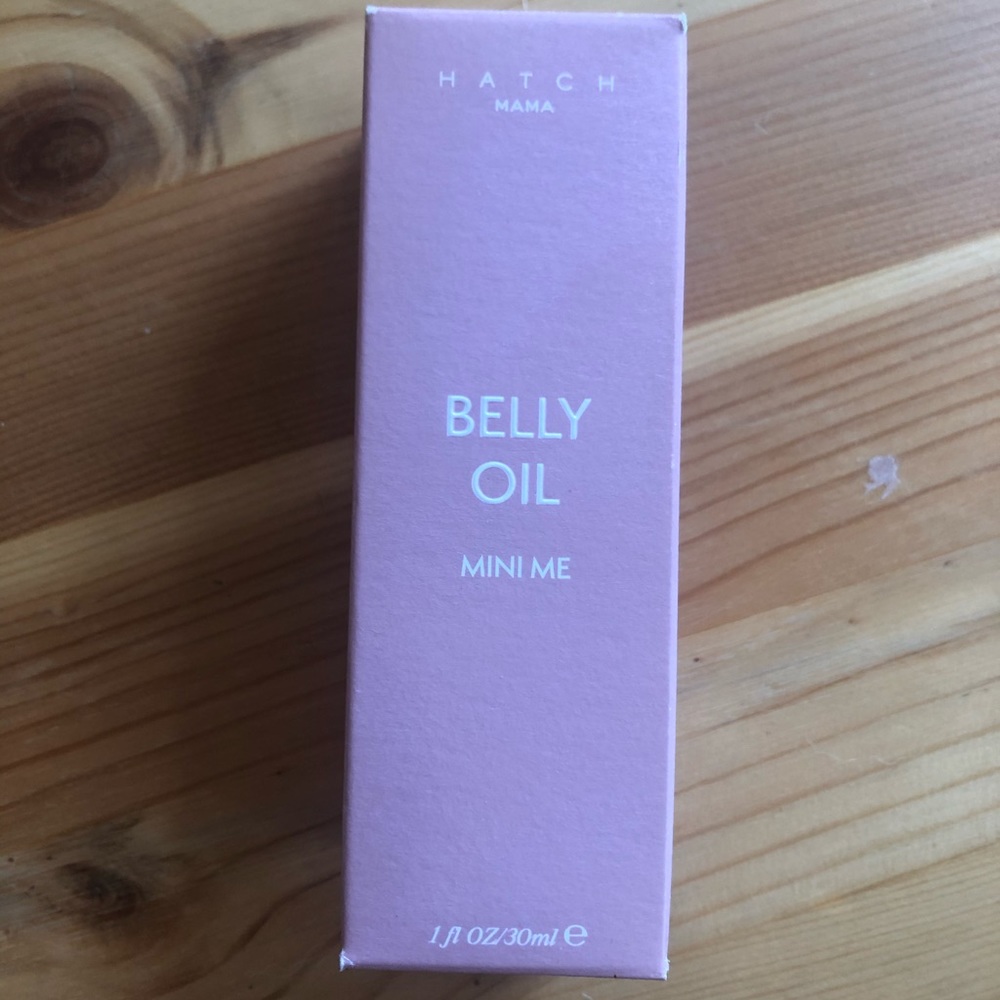 HATCH
MAMA
BELLY
OIL
MINI ME
1 fl OZ/30ml ℮